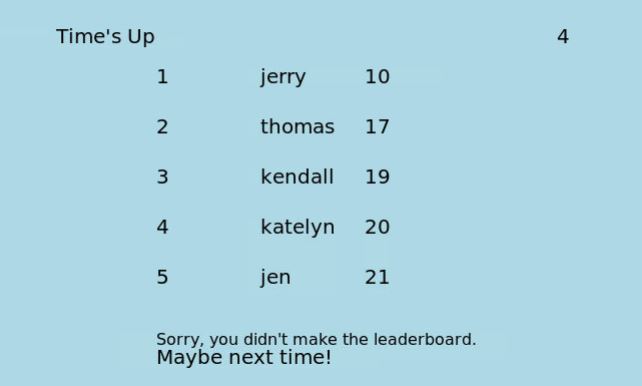 Time's Up 4
1 jerry 10
2 thomas 17
3 kendall 19
4 katelyn 20
5 jen 21
Sorry, you didn't make the leaderboard.
Maybe next time!